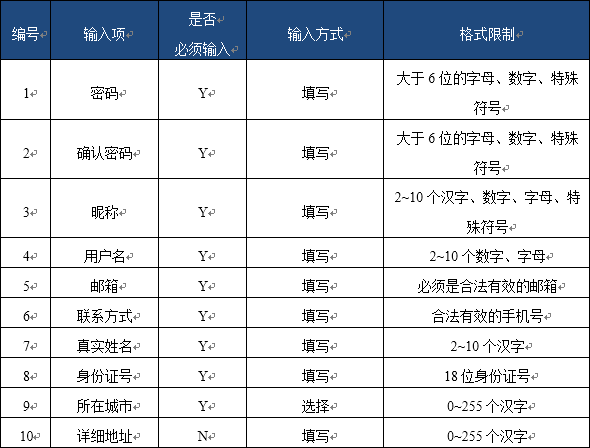 编号 输入项 是否 必须输入 输入方式 格式限制
1 密码 Y 填写 大于 6 位的字母、数字、特殊
符号
2 确认密码 Y 填写 大于 6 位的字母、数字、特殊
符号
3 昵称 Y 填写 2~10 个汉字、数字、字母、特
殊符号
4 用户名 Y 填写 2~10 个数字、字母
5 邮箱 Y 填写 必须是合法有效的邮箱
6 联系方式 Y 填写 合法有效的手机号
7 真实姓名 Y 填写 2~10 个汉字
8 身份证号 Y 填写 18 位身份证号
9 所在城市 Y 选择 0~255 个汉字
10 详细地址 N 填写 0~255 个汉字